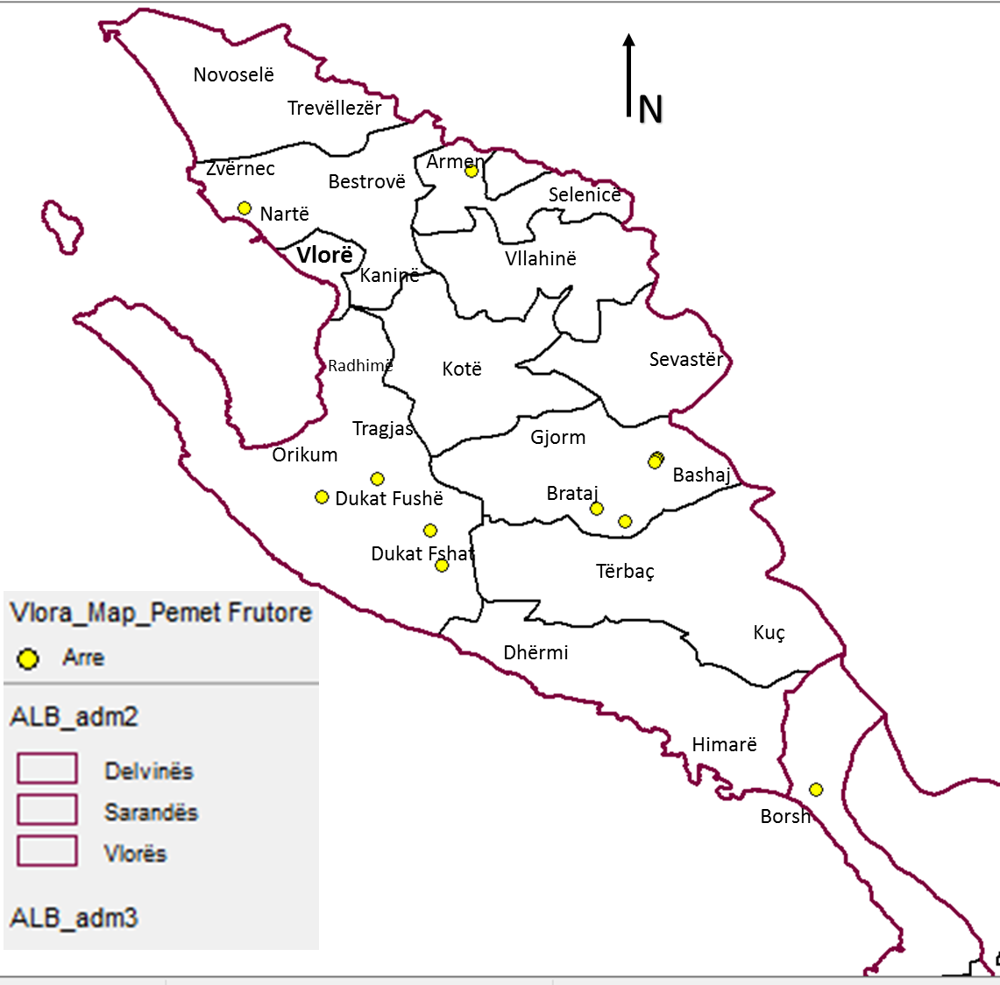 Novoselë
Trevëllezër
N
Zvërnec
Armen
Bestrovë
Selenicë
Nartë
Vlorë
Vllahinë
Kaninë
Radhimë
Kotë
Sevastër
Tragjas
Gjorm
Orikum
Bashaj
Dukat Fushë
Brataj
Dukat Fshat
Tërbaç
Kuç
Dhërmi
Himarë
Borsh
Vlora_Map_Pemet Frutore
Arre
ALB_adm2
Delvinës
Sarandës
Vlorës
ALB_adm3